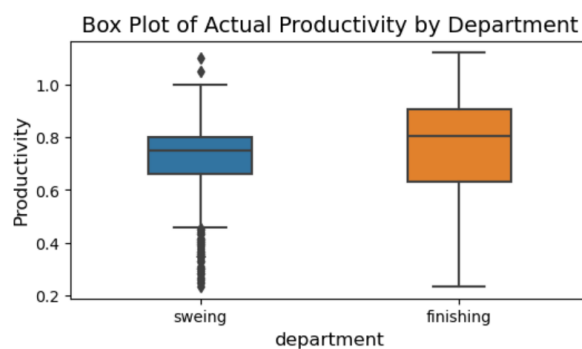 Box Plot of Actual Productivity by Department
Productivity
1.0
0.8
0.6
0.4
0.2
sweing
finishing
department